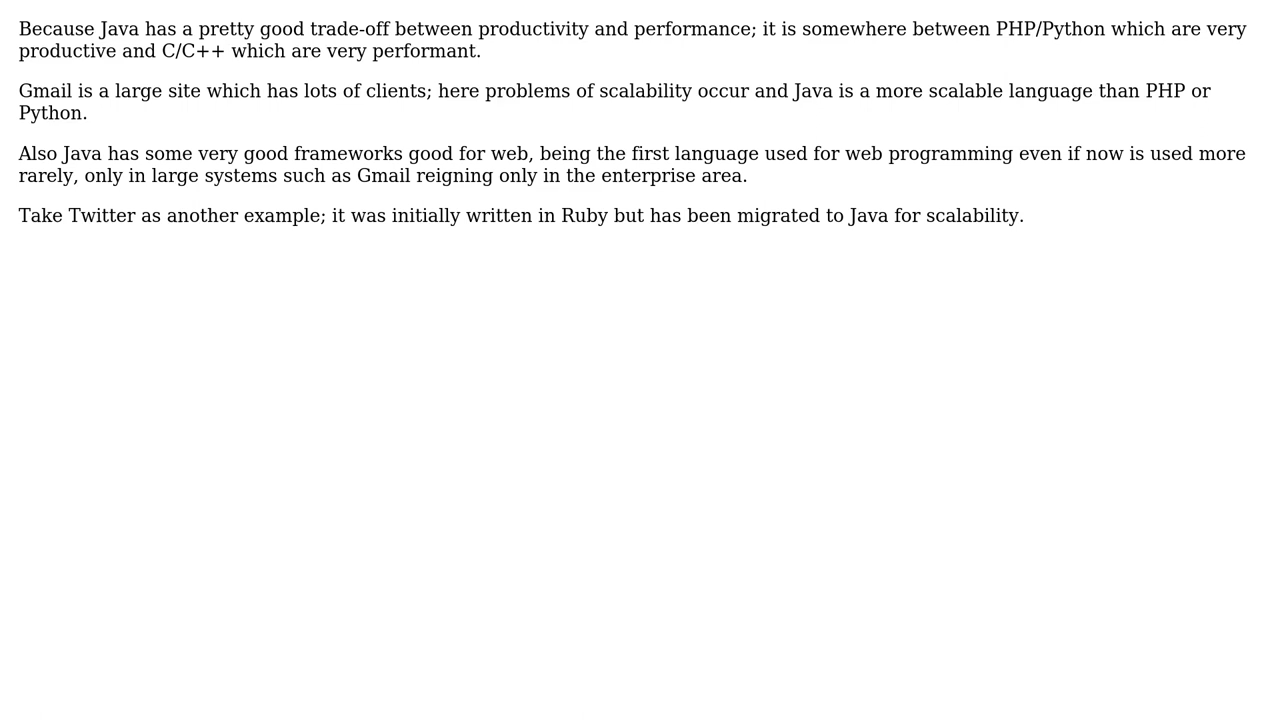 Because Java has a pretty good trade-off between productivity and performance; it is somewhere between PHP/Python which are very
productive and C/C++ which are very performant.
Gmail is a large site which has lots of clients; here problems of scalability occur and Java is a more scalable language than PHP or
Python.
Also Java has some very good frameworks good for web, being the first language used for web programming even if now is used more
rarely, only in large systems such as Gmail reigning only in the enterprise area.
Take Twitter as another example; it was initially written in Ruby but has been migrated to Java for scalability.